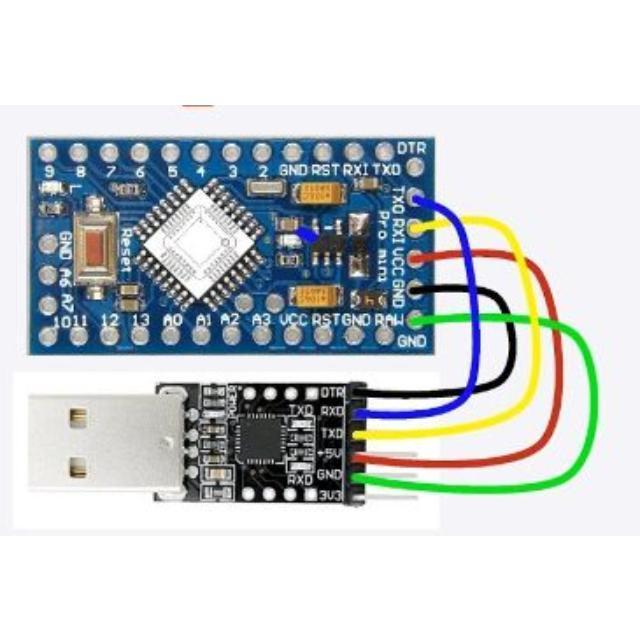 DTR
9 8 7 6 5 4 3 2 GND RST RXI TXO
L
TXO
RXI
VCC
GND
Pro mini
Reset
GND A6 A7
10 11 12 13 A0 A1 A2 A3 VCC RST GND RAW
GND
POWER
TXD
RXD
DTR
RXD
TXD
+5V
GND
3V3